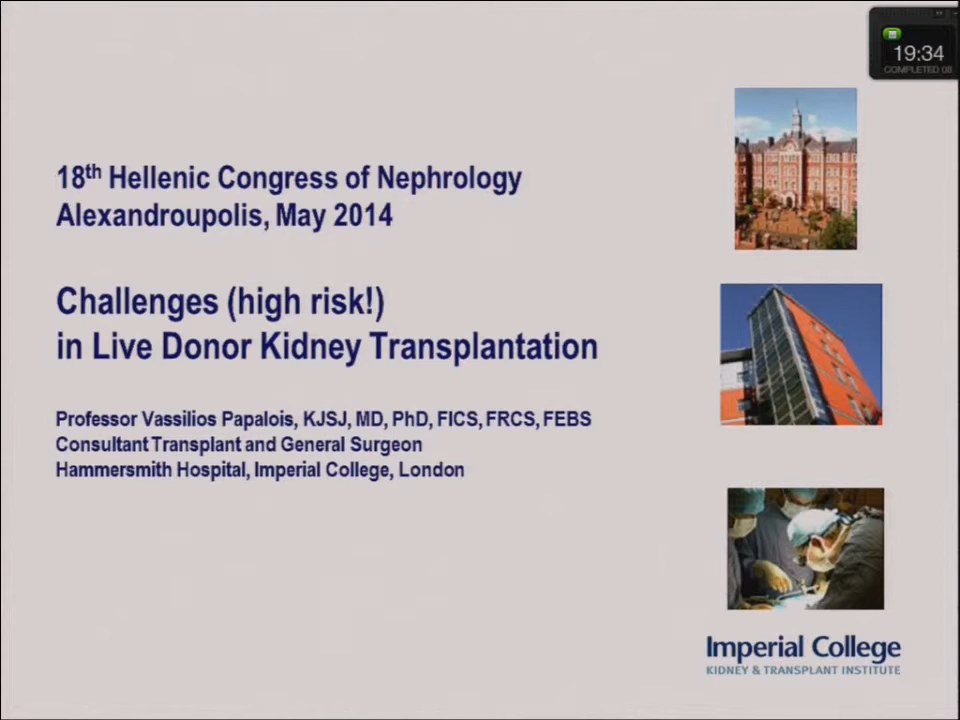 19:34
COMPLETED 08
18th Hellenic Congress of Nephrology
Alexandroupolis, May 2014
Challenges (high risk!)
in Live Donor Kidney Transplantation
Professor Vassilios Papalois, KJSJ, MD, PhD, FICS, FRCS, FEBS
Consultant Transplant and General Surgeon
Hammersmith Hospital, Imperial College, London
Imperial College
KIDNEY & TRANSPLANT INSTITUTE